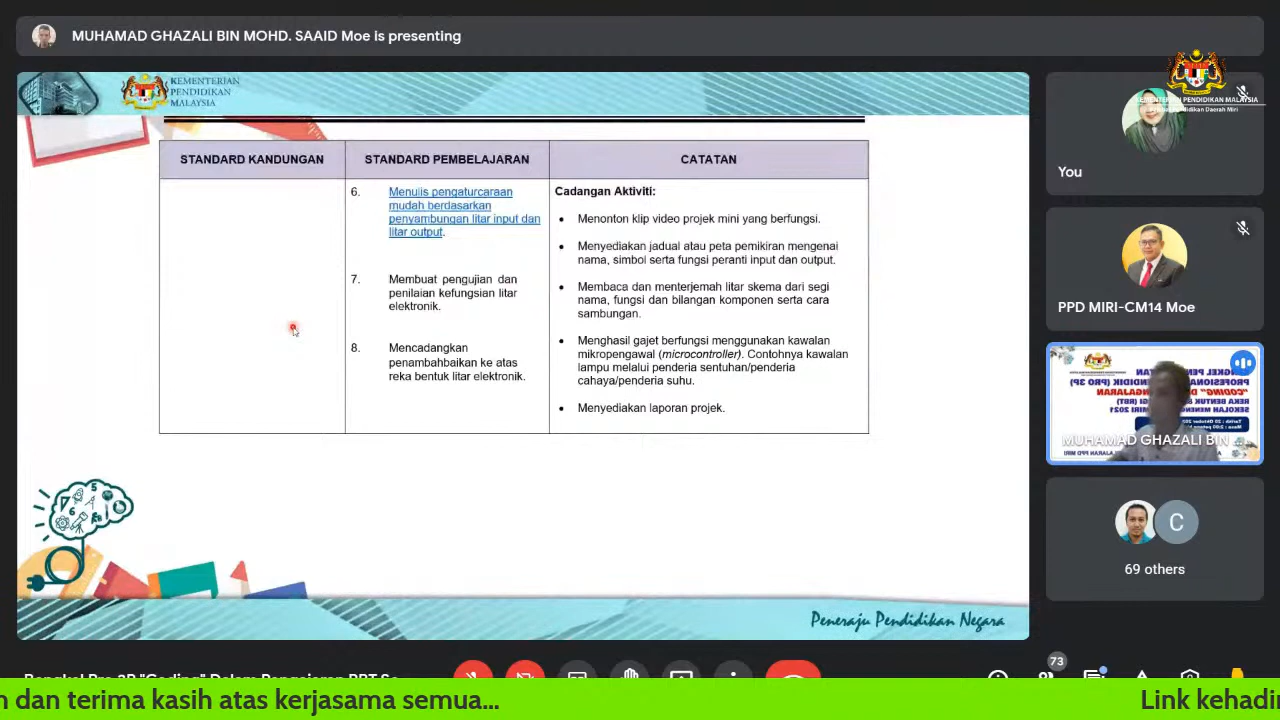 MUHAMAD GHAZALI BIN MOHD. SAAID Moe is presenting
KEMENTERIAN
PENDIDIKAN
MALAYSIA
STANDARD KANDUNGAN
STANDARD PEMBELAJARAN
CATATAN
6. Menulis pengaturcaraan
mudah berdasarkan
penyambungan litar input dan
litar output.
7. Membuat pengujian dan
penilaian kefungsian litar
elektronik.
8. Mencadangkan
penambahbaikan ke atas
reka bentuk litar elektronik.
Cadangan Aktiviti:
• Menonton klip video projek mini yang berfungsi.
• Menyediakan jadual atau peta pemikiran mengenai
nama, simbol serta fungsi peranti input dan output.
• Membaca dan menterjemah litar skema dari segi
nama, fungsi dan bilangan komponen serta cara
sambungan.
• Menghasil gajet berfungsi menggunakan kawalan
mikropengawal (microcontroller). Contohnya kawalan
lampu melalui penderia sentuhan/penderia
cahaya/penderia suhu.
• Menyediakan laporan projek.
Peneraju Pendidikan Negara
KEMENTERIAN PENDIDIKAN MALAYSIA
Daerah Miri
You
PPD MIRI-CM14 Moe
MUHAMAD GHAZALI BIN ...
C
69 others
73
dan terima kasih atas kerjasama semua...
Link